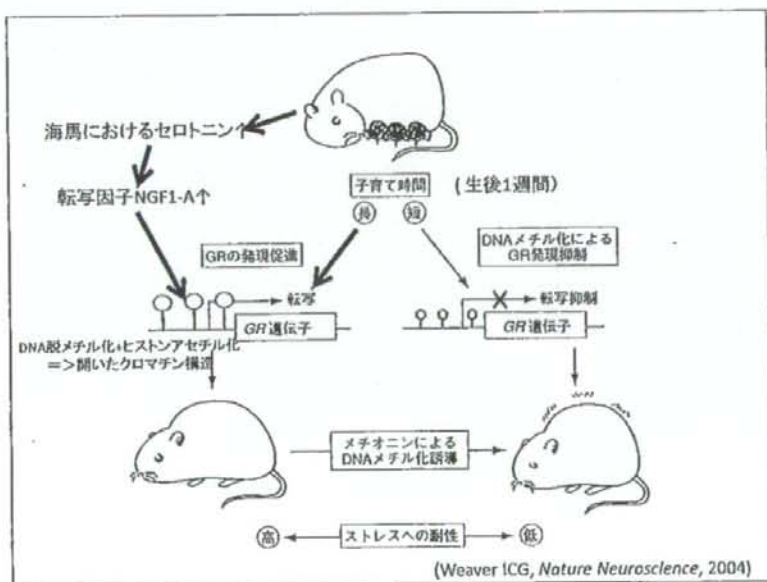 海馬におけるセロトニン↑
転写因子NGF1-A↑
子育て時間
(生後1週間)
長 短
GRの発現促進
DNAメチル化による
GR発現抑制
転写
転写抑制
GR遺伝子
GR遺伝子
DNA脱メチル化+ヒストンアセチル化
=>開いたクロマチン構造
メチオニンによる
DNAメチル化誘導
高
ストレスへの耐性
低
(Weaver ICG, Nature Neuroscience, 2004)